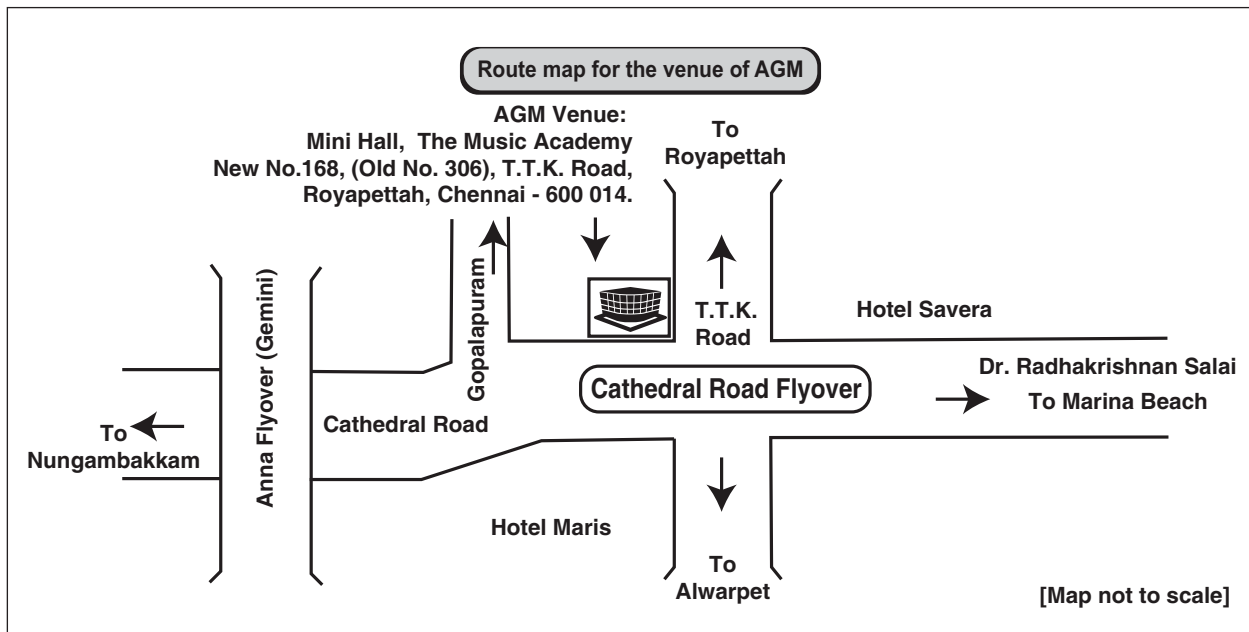 Route map for the venue of AGM
AGM Venue:
Mini Hall, The Music Academy
New No.168, (Old No. 306), T.T.K. Road,
Royapettah, Chennai - 600 014.
To
Royapettah
Gopalapuram
Anna Flyover (Gemini)
T.T.K.
Road
Hotel Savera
Cathedral Road Flyover
Dr. Radhakrishnan Salai
To Marina Beach
Cathedral Road
To
Nungambakkam
Hotel Maris
To
Alwarpet
[Map not to scale]